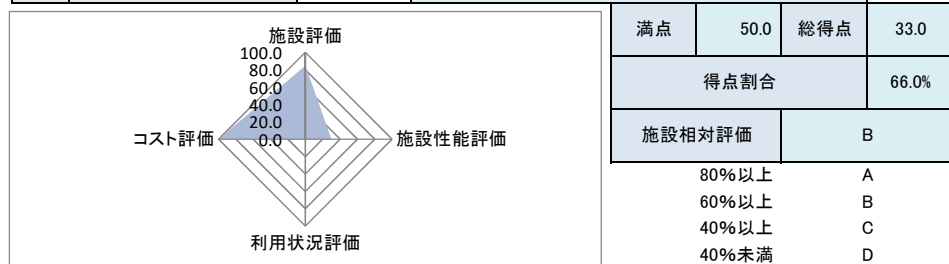 施設評価
100.0
80.0
60.0
40.0
20.0
0.0
コスト評価
施設性能評価
利用状況評価
満点 50.0 総得点 33.0
得点割合 66.0%
施設相対評価 B
80%以上 A
60%以上 B
40%以上 C
40%未満 D